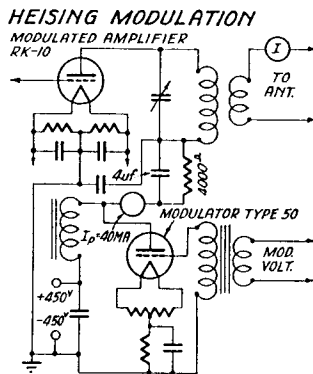 HEISING MODULATION
MODULATED AMPLIFIER
RK-10
I
TO
ANT.
4uf
4000Ω
Ip=40MA
MODULATOR TYPE 50
+450V
-450V
MOD.
VOLT.